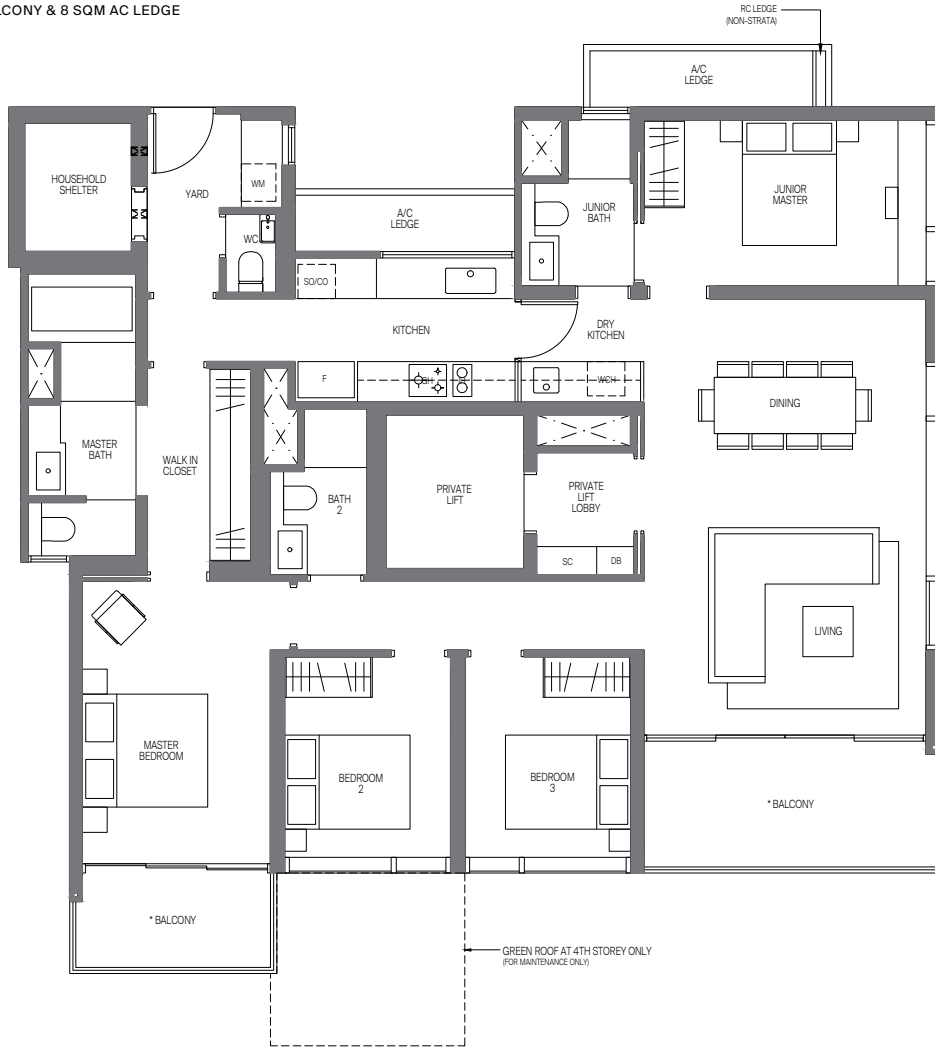 LCONY & 8 SQM AC LEDGE
RC LEDGE
(NON-STRATA)
A/C
LEDGE
HOUSEHOLD
SHELTER
YARD
WM
WC
A/C
LEDGE
JUNIOR
BATH
JUNIOR
MASTER
SO/CO
KITCHEN
DRY
KITCHEN
F
WCH
DINING
MASTER
BATH
WALK IN
CLOSET
BATH
2
PRIVATE
LIFT
PRIVATE
LIFT
LOBBY
SC
DB
LIVING
MASTER
BEDROOM
BEDROOM
2
BEDROOM
3
* BALCONY
* BALCONY
GREEN ROOF AT 4TH STOREY ONLY
(FOR MAINTENANCE ONLY)